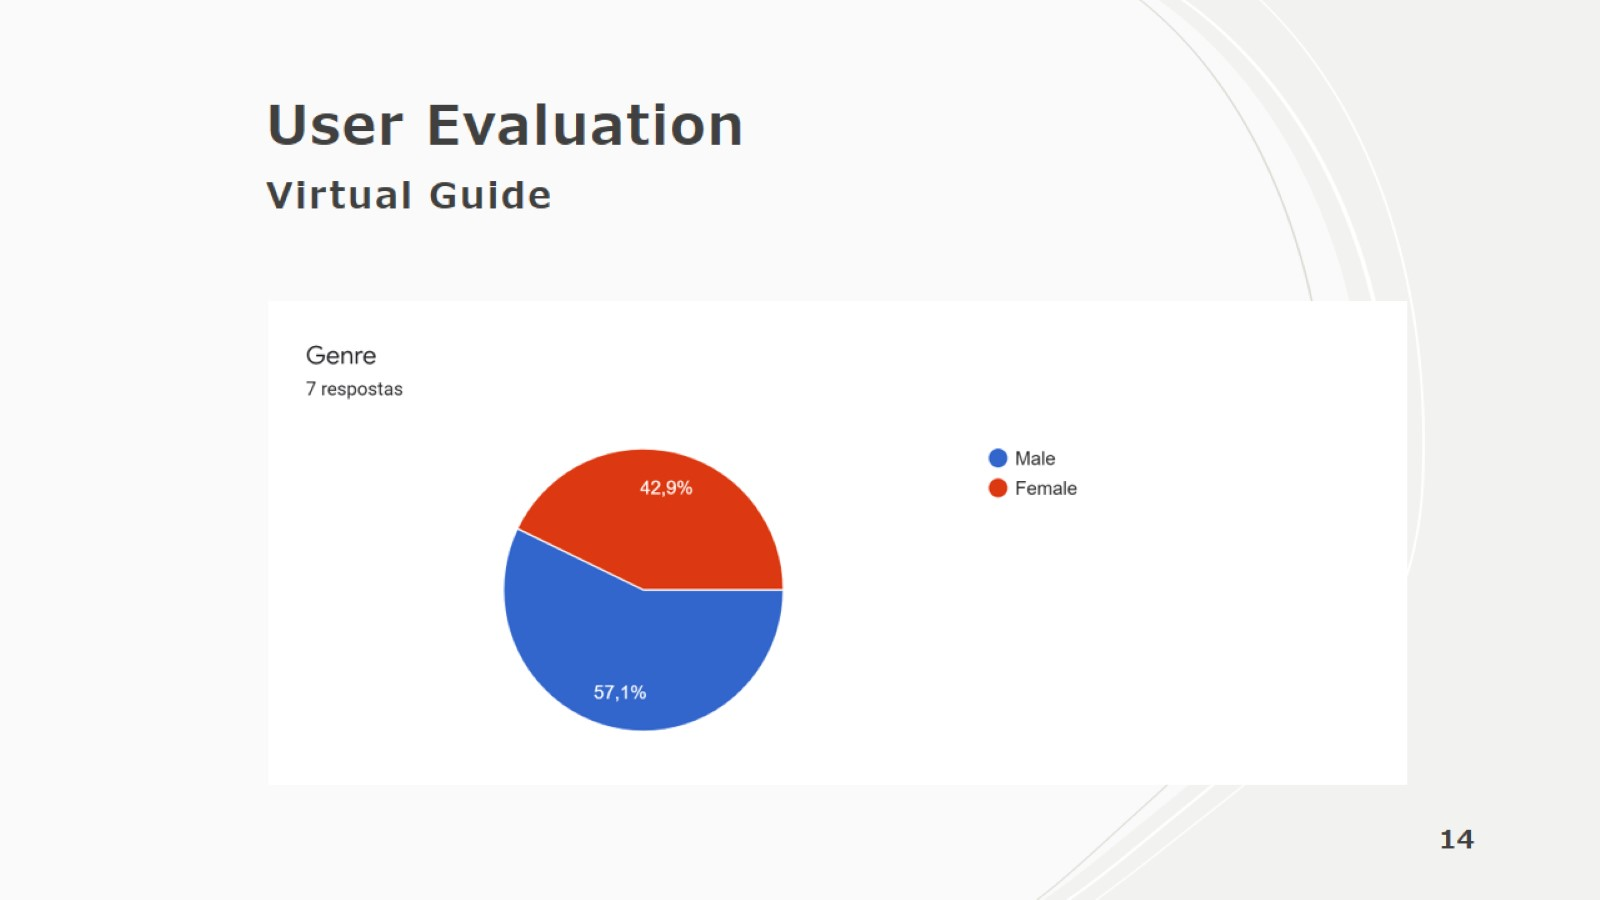 User Evaluation
Virtual Guide
Genre
7 respostas
42,9%
57,1%
Male
Female
14